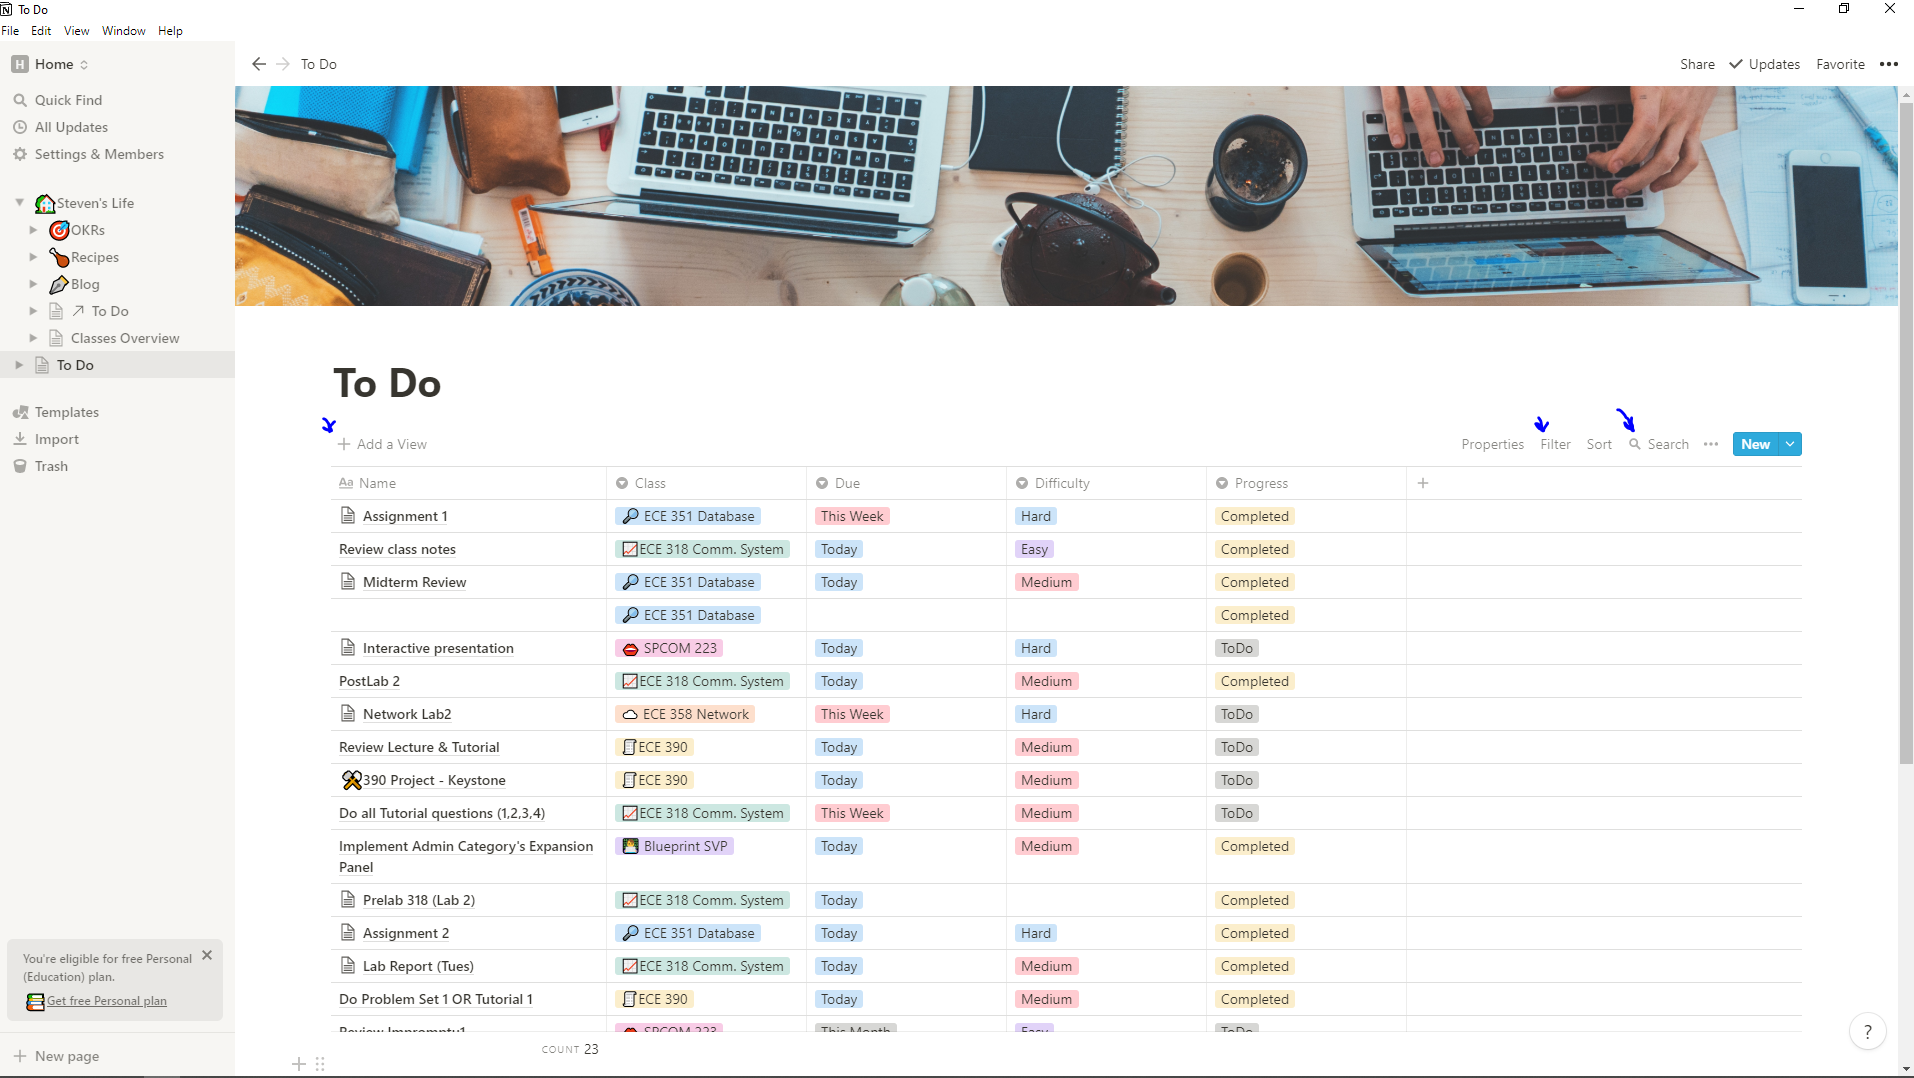 To Do
File Edit View Window Help
H Home
Quick Find
All Updates
Settings & Members
Steven's Life
OKRs
Recipes
Blog
To Do
Classes Overview
To Do
Templates
Import
Trash
You're eligible for free Personal
(Education) plan.
Get free Personal plan
New page
To Do
Share Updates Favorite
To Do
Add a View
Properties Filter Sort Search New
Aa Name Class Due Difficulty Progress
Assignment 1 ECE 351 Database This Week Hard Completed
Review class notes ECE 318 Comm. System Today Easy Completed
Midterm Review ECE 351 Database Today Medium Completed
ECE 351 Database Completed
Interactive presentation SPCOM 223 Today Hard ToDo
PostLab 2 ECE 318 Comm. System Today Medium Completed
Network Lab2 ECE 358 Network This Week Hard ToDo
Review Lecture & Tutorial ECE 390 Today Medium ToDo
390 Project - Keystone ECE 390 Today Medium ToDo
Do all Tutorial questions (1,2,3,4) ECE 318 Comm. System This Week Medium ToDo
Implement Admin Category's Expansion Blueprint SVP Today Medium Completed
Panel
Prelab 318 (Lab 2) ECE 318 Comm. System Today Completed
Assignment 2 ECE 351 Database Today Hard Completed
Lab Report (Tues) ECE 318 Comm. System Today Medium Completed
Do Problem Set 1 OR Tutorial 1 ECE 390 Today Medium Completed
Review Impromptu1 SPCOM 223 This Month Easy ToDo
COUNT 23
?